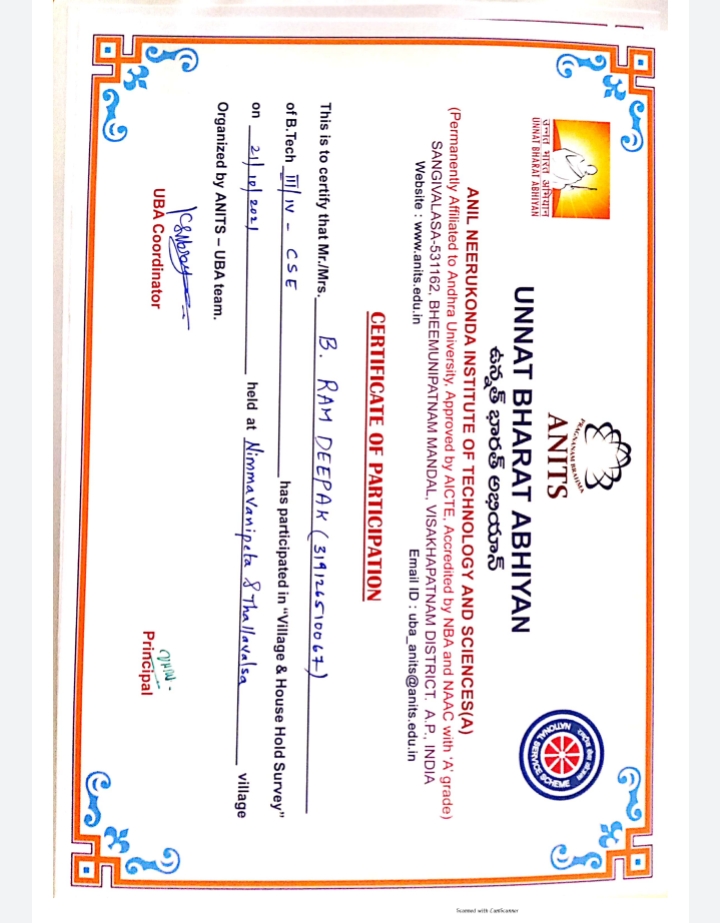 उन्नत भारत अभियान
UNNAT BHARAT ABHIYAN
PRAGNANAM BRAHMA
ANITS
NATIONAL SERVICE SCHEME
UNNAT BHARAT ABHIYAN
ఉన్నత్ భారత్ అభియాన్
ANIL NEERUKONDA INSTITUTE OF TECHNOLOGY AND SCIENCES(A)
(Permanently Affiliated to Andhra University, Approved by AICTE, Accredited by NBA and NAAC with 'A' grade)
SANGIVALASA-531162, BHEEMUNIPATNAM MANDAL, VISAKHAPATNAM DISTRICT. A.P., INDIA
Website : www.anits.edu.in Email ID : uba_anits@anits.edu.in
CERTIFICATE OF PARTICIPATION
This is to certify that Mr./Mrs. B. RAM DEEPAK (319126510067)
of B.Tech III/IV - CSE has participated in "Village & House Hold Survey"
on 21/10/2021 held at Nimmavanipeta & Thallavalsa village
Organized by ANITS – UBA team.
UBA Coordinator Principal
Scanned with CamScanner